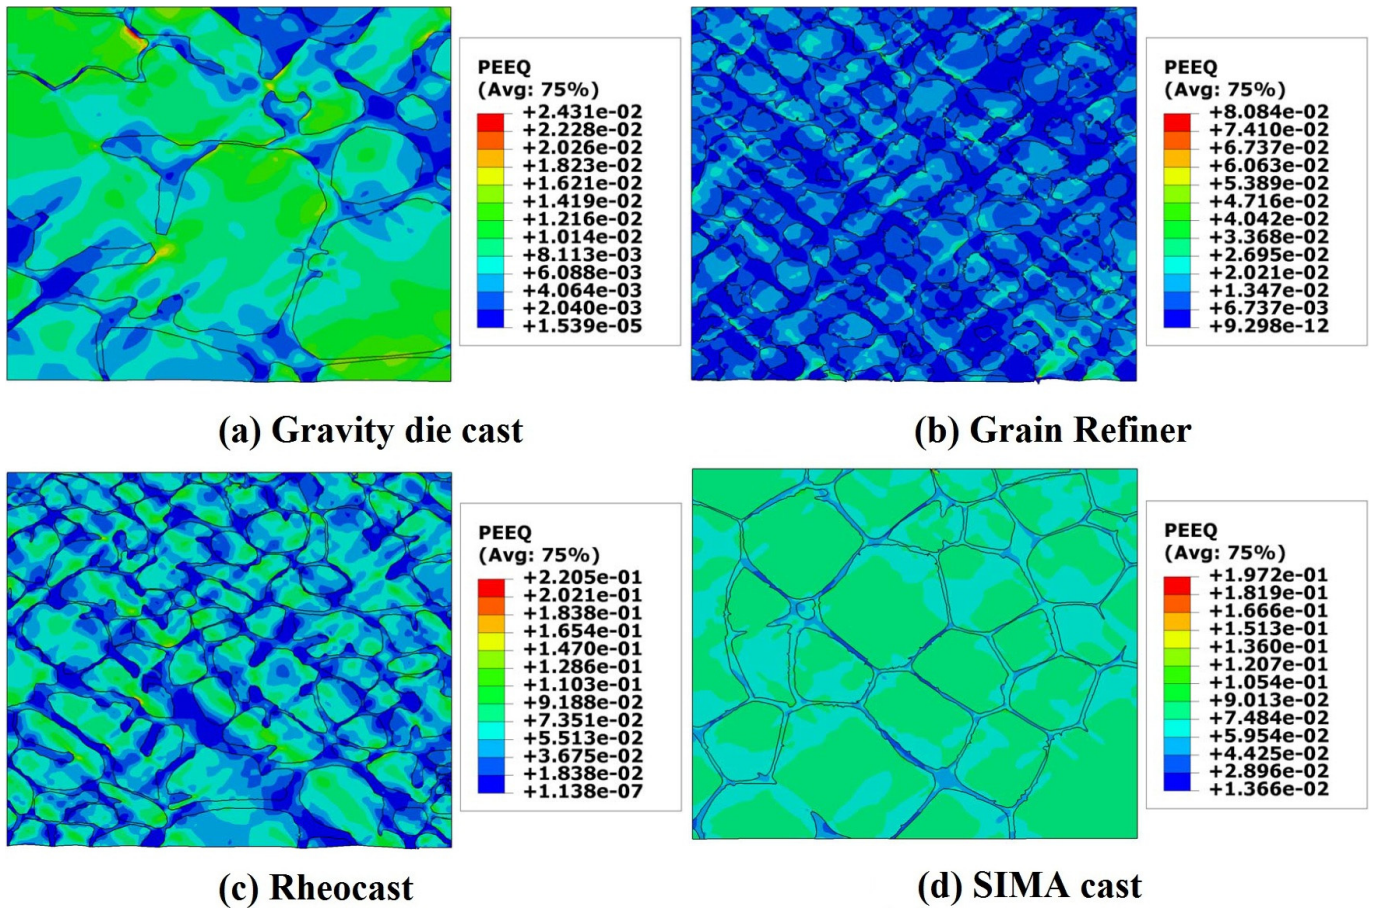 PEEQ
(Avg: 75%)
+2.431e-02
+2.228e-02
+2.026e-02
+1.823e-02
+1.621e-02
+1.419e-02
+1.216e-02
+1.014e-02
+8.113e-03
+6.088e-03
+4.064e-03
+2.040e-03
+1.539e-05
(a) Gravity die cast
PEEQ
(Avg: 75%)
+8.084e-02
+7.410e-02
+6.737e-02
+6.063e-02
+5.389e-02
+4.716e-02
+4.042e-02
+3.368e-02
+2.695e-02
+2.021e-02
+1.347e-02
+6.737e-03
+9.298e-12
(b) Grain Refiner
PEEQ
(Avg: 75%)
+2.205e-01
+2.021e-01
+1.838e-01
+1.654e-01
+1.470e-01
+1.286e-01
+1.103e-01
+9.188e-02
+7.351e-02
+5.513e-02
+3.675e-02
+1.838e-02
+1.138e-07
(c) Rheocast
PEEQ
(Avg: 75%)
+1.972e-01
+1.819e-01
+1.666e-01
+1.513e-01
+1.360e-01
+1.207e-01
+1.054e-01
+9.013e-02
+7.484e-02
+5.954e-02
+4.425e-02
+2.896e-02
+1.366e-02
(d) SIMA cast